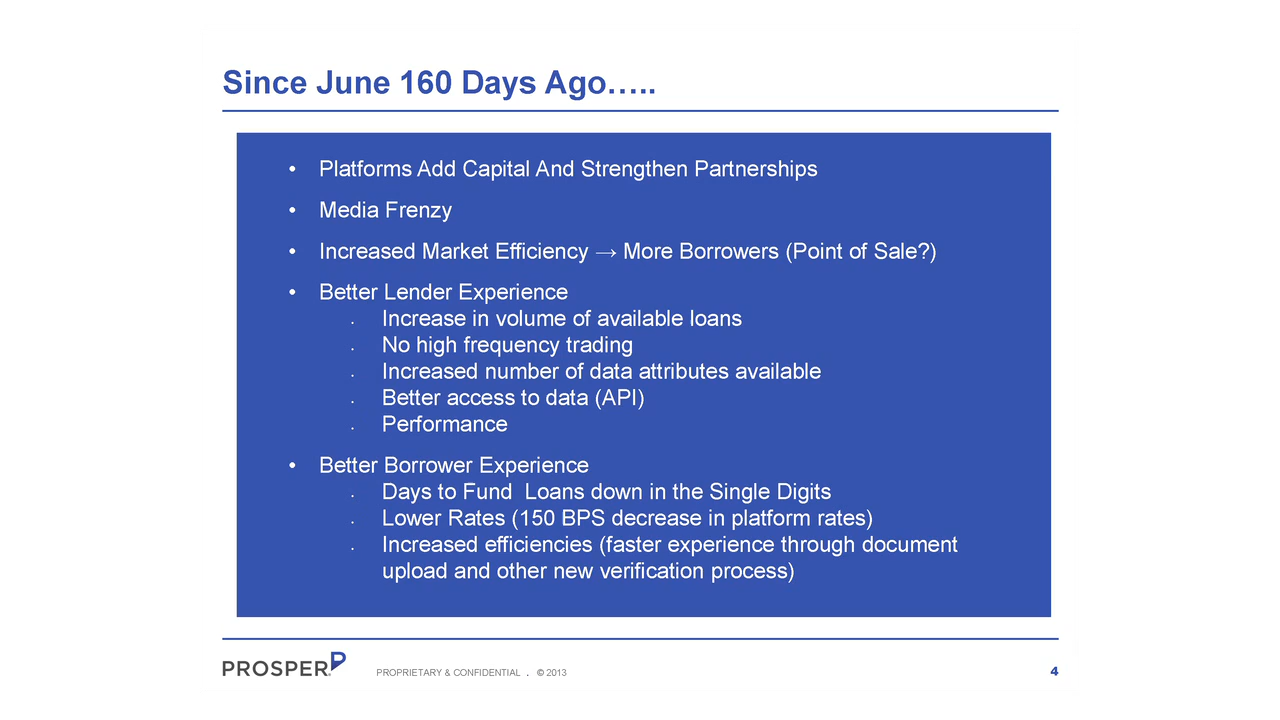 Since June 160 Days Ago…..
• Platforms Add Capital And Strengthen Partnerships
• Media Frenzy
• Increased Market Efficiency → More Borrowers (Point of Sale?)
• Better Lender Experience
• Increase in volume of available loans
• No high frequency trading
• Increased number of data attributes available
• Better access to data (API)
• Performance
• Better Borrower Experience
• Days to Fund  Loans down in the Single Digits
• Lower Rates (150 BPS decrease in platform rates)
• Increased efficiencies (faster experience through document
upload and other new verification process)
PROSPER PROPRIETARY & CONFIDENTIAL . © 2013 4